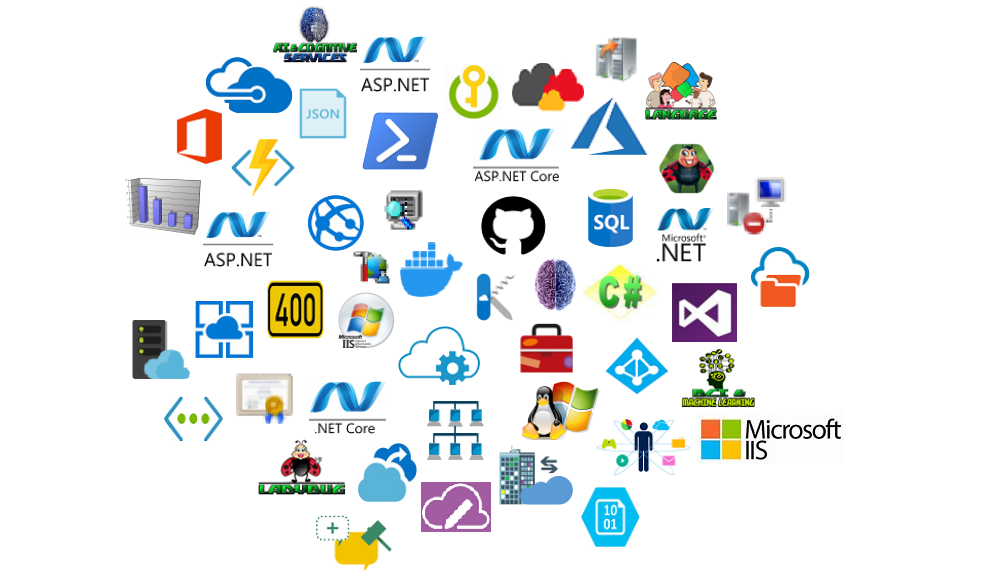 AI & COGNITIVE
SERVICES
ASP.NET
JSON
LANGUAGE
ASP.NET Core
ASP.NET
SQL
Microsoft®
.NET
400
C#
Microsoft
IIS
.NET Core
MACHINE LEARNING
Microsoft
IIS
LADYBUG
10
01